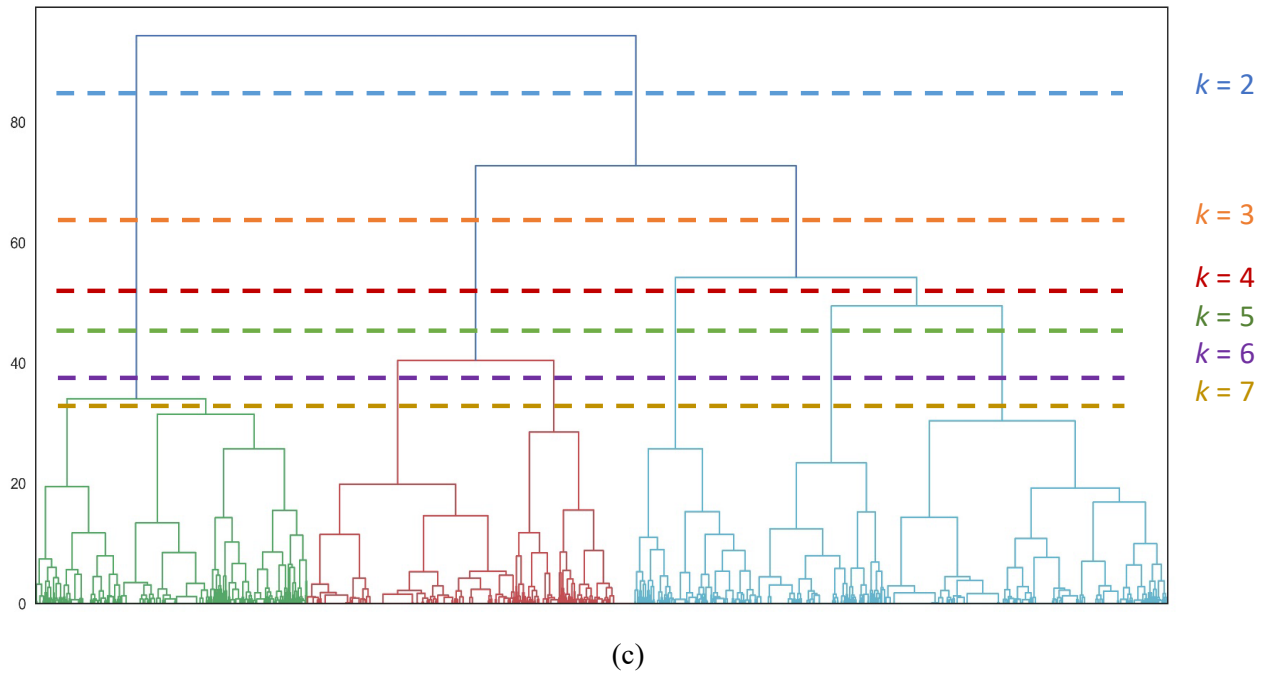 k = 2
80
k = 3
60
k = 4
k = 5
40
k = 6
k = 7
20
0
(c)